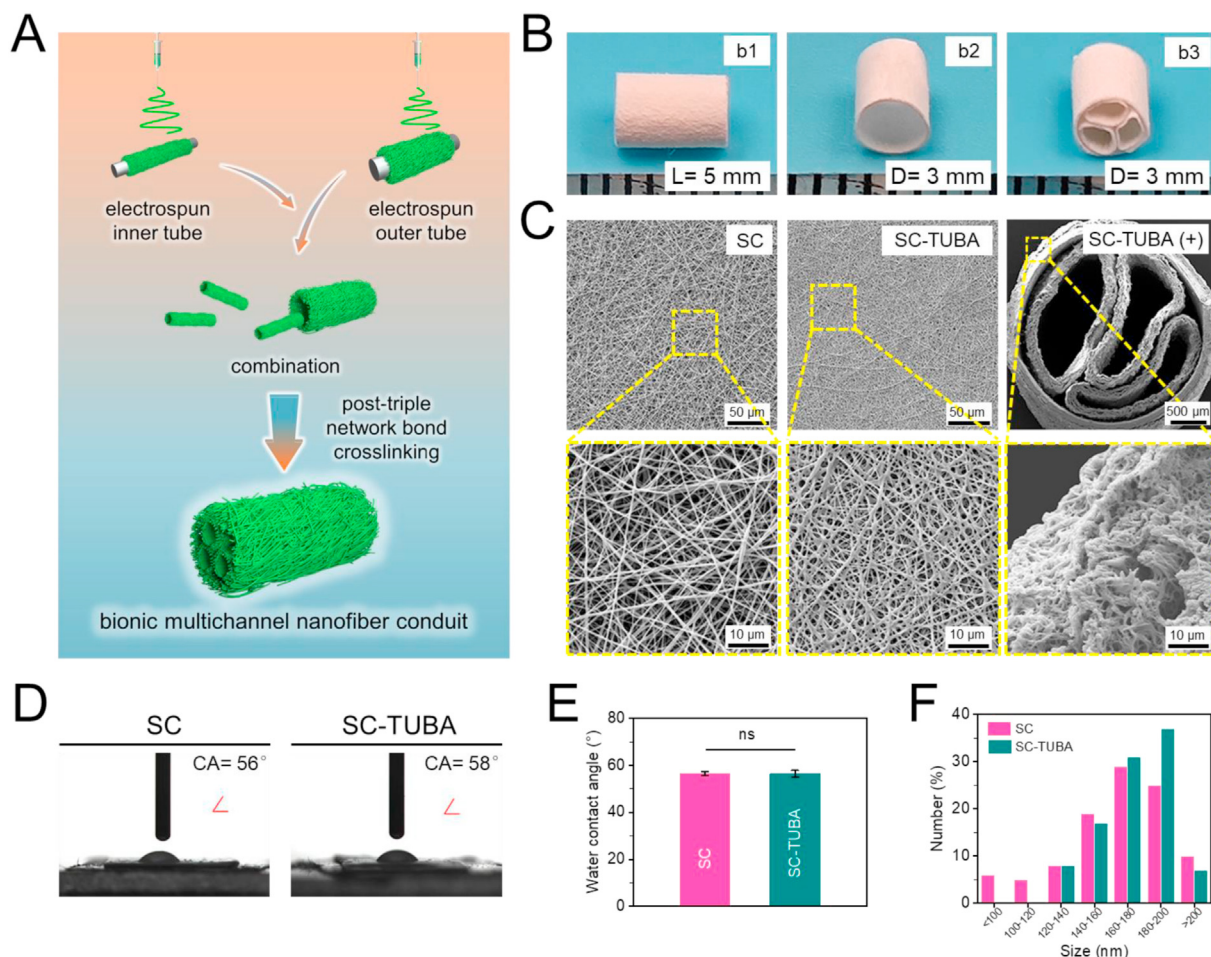 A
electrospun
inner tube
electrospun
outer tube
combination
post-triple
network bond
crosslinking
bionic multichannel nanofiber conduit
B
b1
L= 5 mm
b2
D= 3 mm
b3
D= 3 mm
C
SC
50 µm
SC-TUBA
50 µm
SC-TUBA (+)
500 µm
10 µm
10 µm
10 µm
D
SC
CA= 56°
SC-TUBA
CA= 58°
E
Water contact angle (°)
80
60
40
20
0
ns
SC
SC-TUBA
F
Number (%)
40
30
20
10
0
SC
SC-TUBA
<100
100-120
120-140
140-160
160-180
180-200
>200
Size (nm)